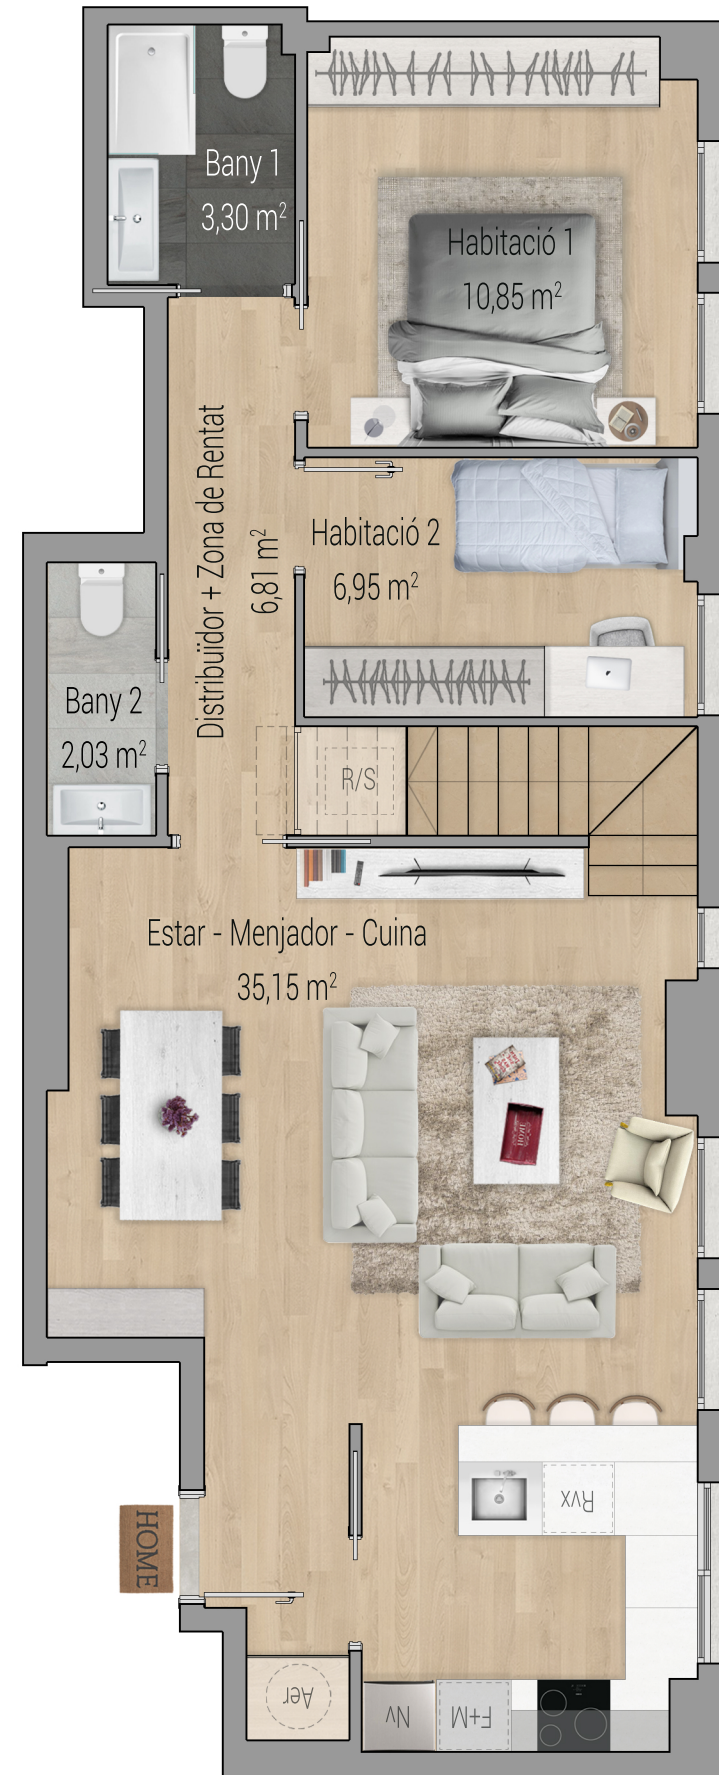 Bany 1
3,30 m²
Habitació 1
10,85 m²
Distribuïdor + Zona de Rentat
6,81 m²
Habitació 2
6,95 m²
Bany 2
2,03 m²
R/S
Estar - Menjador - Cuina
35,15 m²
HOME
Rvx
HOME
Aer
Nv
F+M